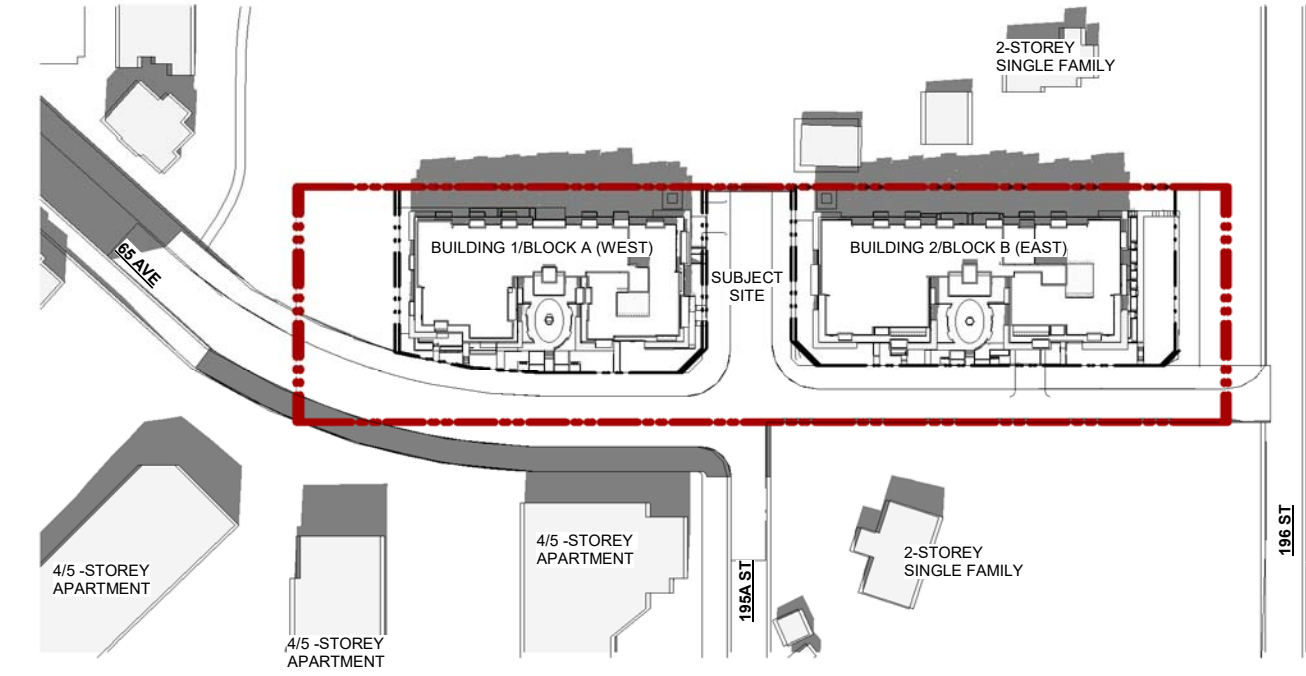 2-STOREY
SINGLE FAMILY
65 AVE
BUILDING 1/BLOCK A (WEST)
BUILDING 2/BLOCK B (EAST)
SUBJECT
SITE
4/5 -STOREY
APARTMENT
4/5 -STOREY
APARTMENT
4/5 -STOREY
APARTMENT
195A ST
2-STOREY
SINGLE FAMILY
196 ST